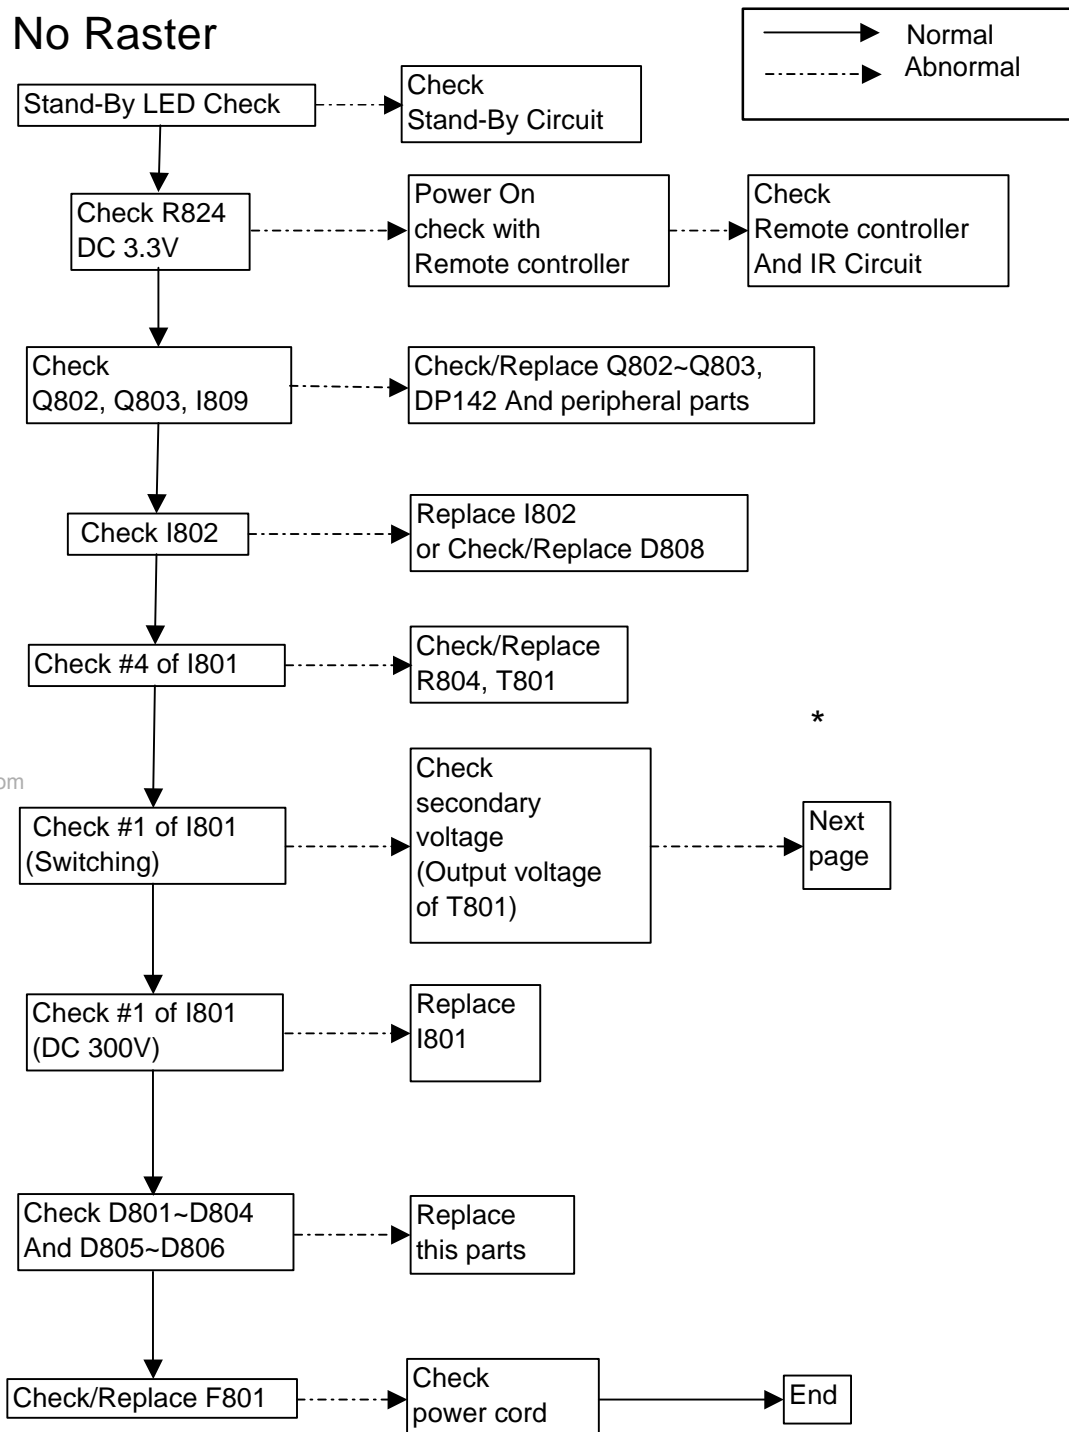 No Raster
Normal
Abnormal
Stand-By LED Check
Check
Stand-By Circuit
Check R824
DC 3.3V
Power On
check with
Remote controller
Check
Remote controller
And IR Circuit
Check
Q802, Q803, I809
Check/Replace Q802~Q803,
DP142 And peripheral parts
Check I802
Replace I802
or Check/Replace D808
Check #4 of I801
Check/Replace
R804, T801
*
om
Check #1 of I801
(Switching)
Check
secondary
voltage
(Output voltage
of T801)
Next
page
Check #1 of I801
(DC 300V)
Replace
I801
Check D801~D804
And D805~D806
Replace
this parts
Check/Replace F801
Check
power cord
End